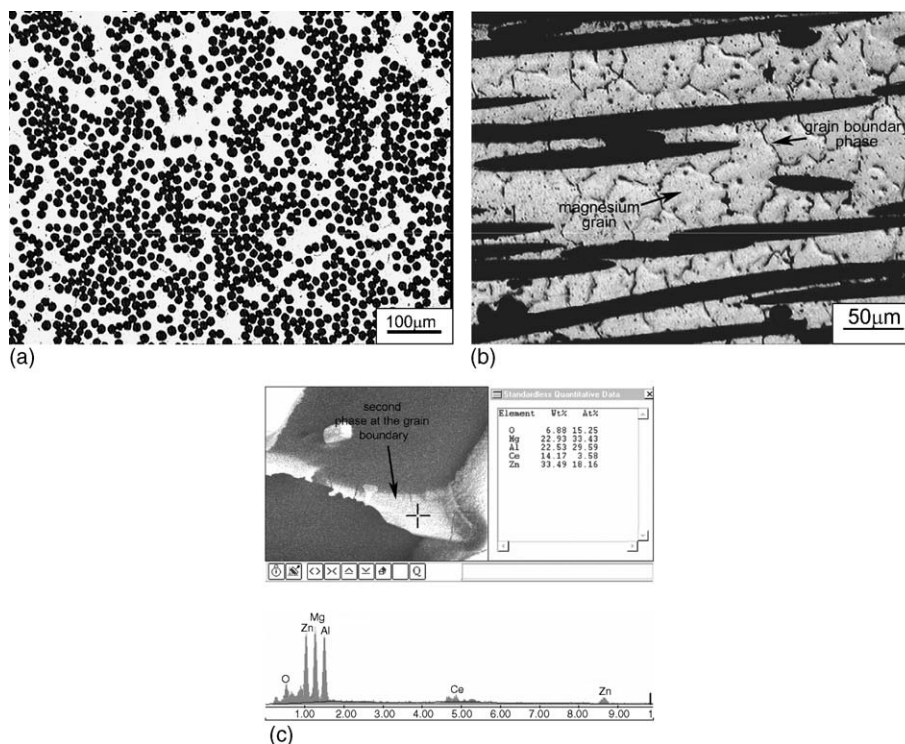 100μm
(a)
grain boundary
phase
magnesium
grain
50μm
(b)
second
phase at the grain
boundary
Standardless Quantitative Data
Element Wt% At%
O 6.88 15.25
Mg 22.93 33.43
Al 22.53 29.59
Ce 14.17 3.58
Zn 33.49 18.16
Q
O
Zn
Mg
Al
Ce
Zn
1.00 2.00 3.00 4.00 5.00 6.00 7.00 8.00 9.00
(c)